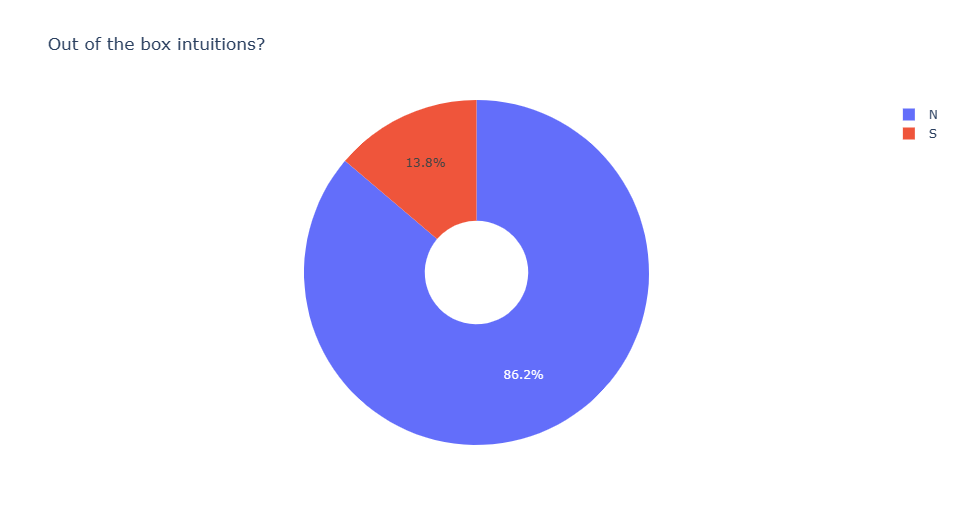 Out of the box intuitions?
N
S
13.8%
86.2%